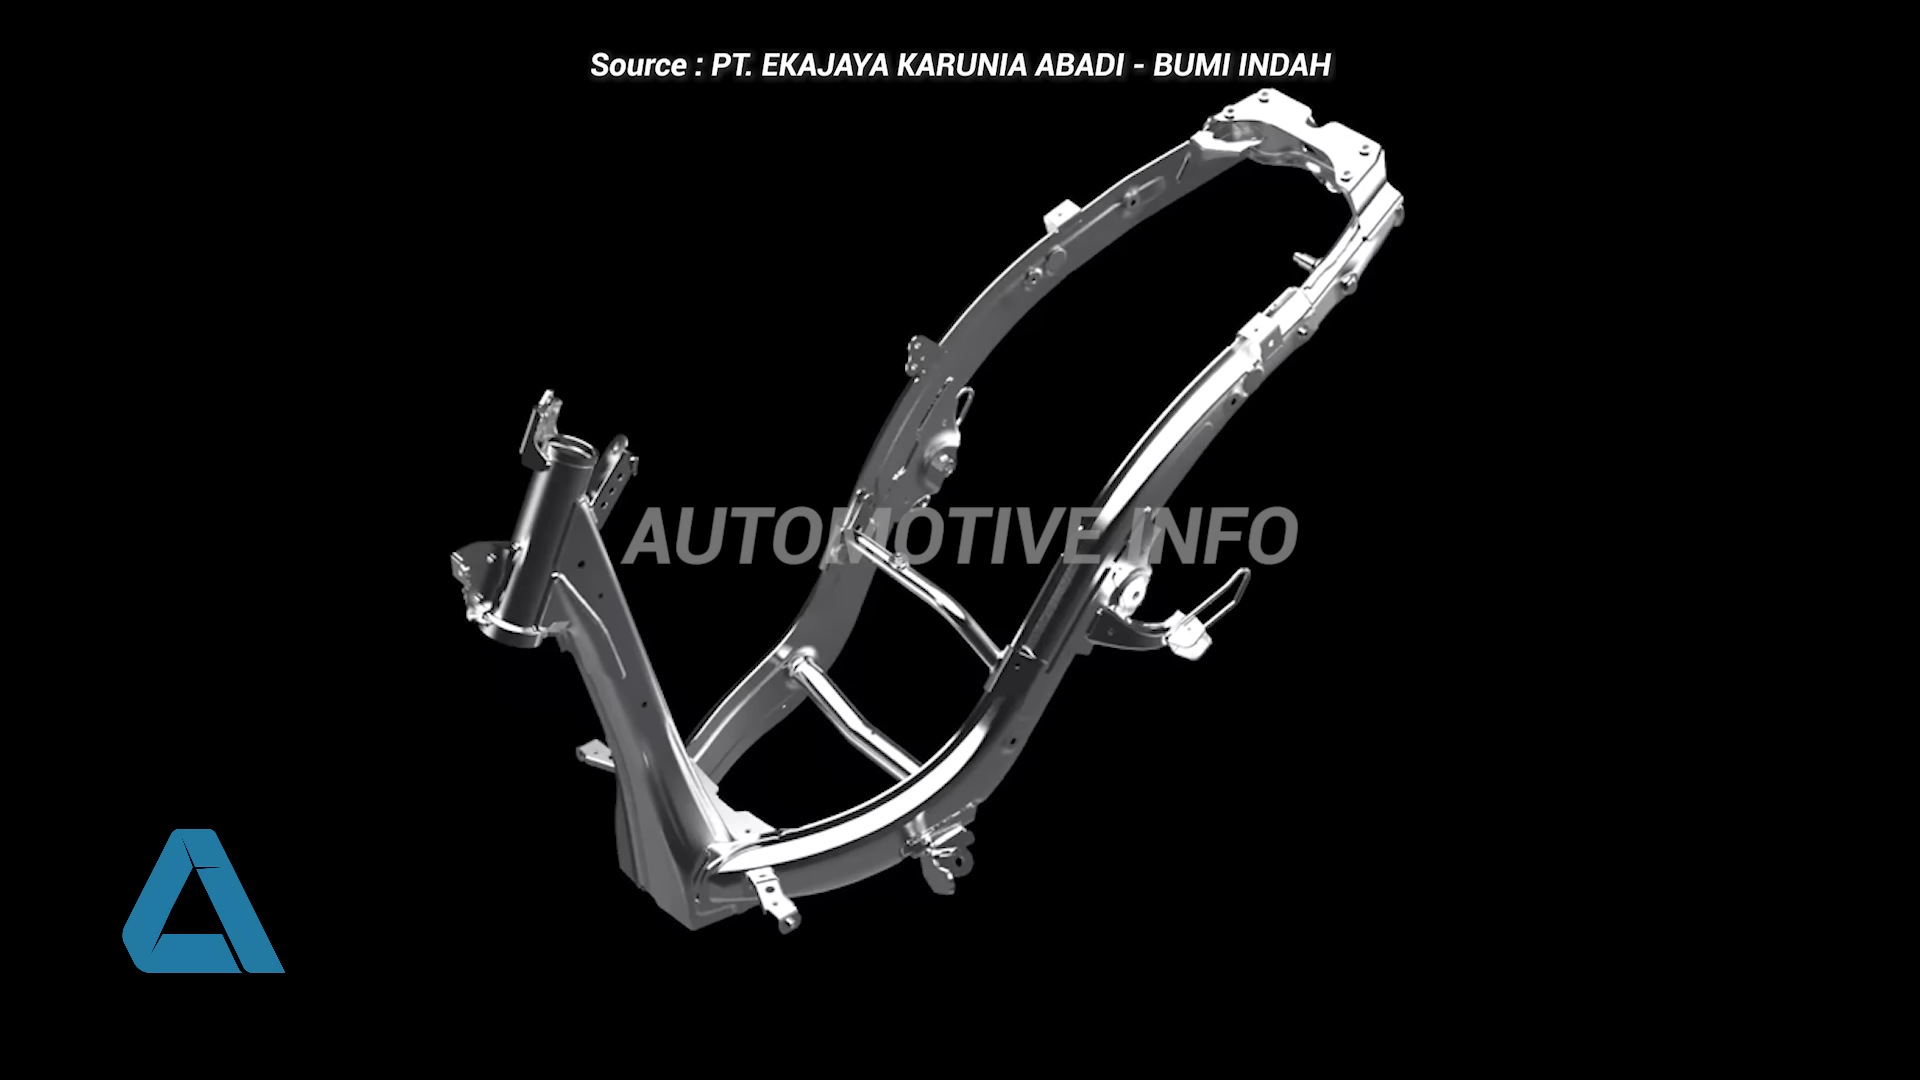 Source : PT. EKAJAYA KARUNIA ABADI - BUMI INDAH
AUTOMOTIVE INFO